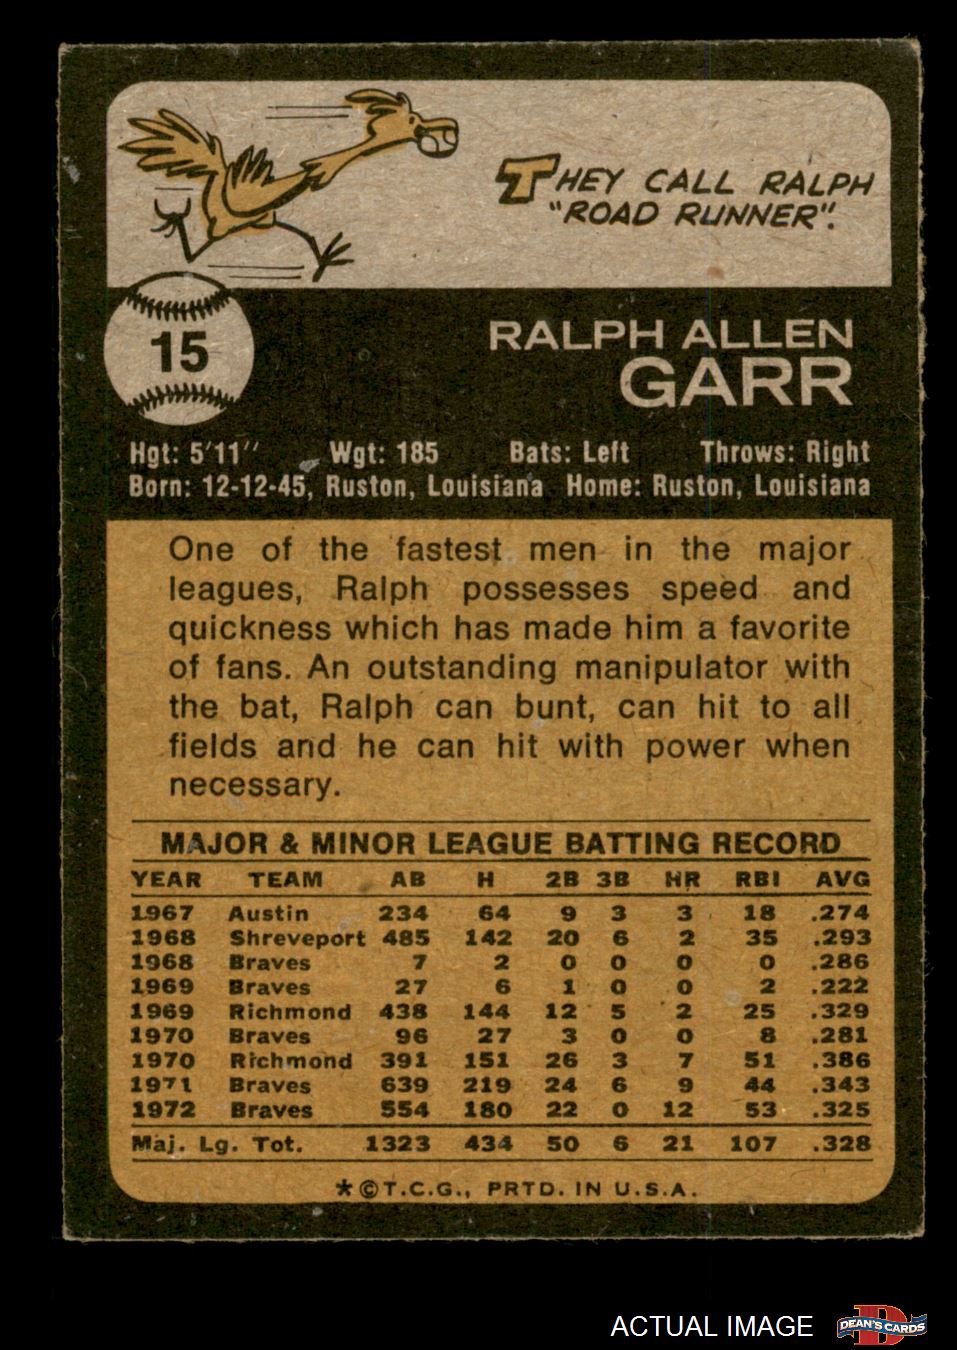 THEY CALL RALPH
"ROAD RUNNER".
15
RALPH ALLEN
GARR
Hgt: 5'11" Wgt: 185 Bats: Left Throws: Right
Born: 12-12-45, Ruston, Louisiana Home: Ruston, Louisiana
One of the fastest men in the major
leagues, Ralph possesses speed and
quickness which has made him a favorite
of fans. An outstanding manipulator with
the bat, Ralph can bunt, can hit to all
fields and he can hit with power when
necessary.
MAJOR & MINOR LEAGUE BATTING RECORD
YEAR TEAM AB H 2B 3B HR RBI AVG
1967 Austin 234 64 9 3 3 18 .274
1968 Shreveport 485 142 20 6 2 35 .293
1968 Braves 7 2 0 0 0 0 .286
1969 Braves 27 6 1 0 0 2 .222
1969 Richmond 438 144 12 5 2 25 .329
1970 Braves 96 27 3 0 0 8 .281
1970 Richmond 391 151 26 3 7 51 .386
1971 Braves 639 219 24 6 9 44 .343
1972 Braves 554 180 22 0 12 53 .325
Maj. Lg. Tot. 1323 434 50 6 21 107 .328
*©T.C.G., PRTD. IN U.S.A.
ACTUAL IMAGE
D
DEAN'S CARDS